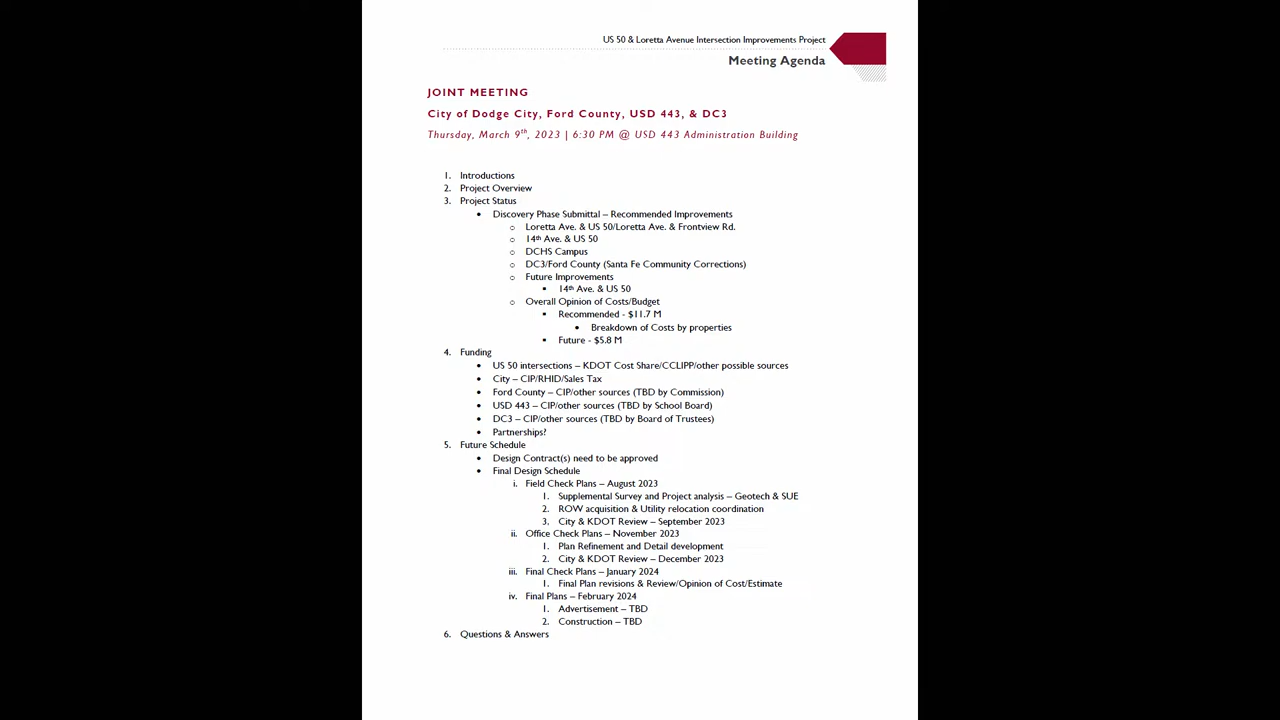 US 50 & Loretta Avenue Intersection Improvements Project
Meeting Agenda
JOINT MEETING
City of Dodge City, Ford County, USD 443, & DC3
Thursday, March 9th, 2023 | 6:30 PM @ USD 443 Administration Building
1. Introductions
2. Project Overview
3. Project Status
• Discovery Phase Submittal – Recommended Improvements
o Loretta Ave. & US 50/Loretta Ave. & Frontview Rd.
o 14th Ave. & US 50
o DCHS Campus
o DC3/Ford County (Santa Fe Community Corrections)
o Future Improvements
▪ 14th Ave. & US 50
o Overall Opinion of Costs/Budget
▪ Recommended - $11.7 M
• Breakdown of Costs by properties
▪ Future - $5.8 M
4. Funding
• US 50 intersections – KDOT Cost Share/CCLIPP/other possible sources
• City – CIP/RHID/Sales Tax
• Ford County – CIP/other sources (TBD by Commission)
• USD 443 – CIP/other sources (TBD by School Board)
• DC3 – CIP/other sources (TBD by Board of Trustees)
• Partnerships?
5. Future Schedule
• Design Contract(s) need to be approved
• Final Design Schedule
i. Field Check Plans – August 2023
1. Supplemental Survey and Project analysis – Geotech & SUE
2. ROW acquisition & Utility relocation coordination
3. City & KDOT Review – September 2023
ii. Office Check Plans – November 2023
1. Plan Refinement and Detail development
2. City & KDOT Review – December 2023
iii. Final Check Plans – January 2024
1. Final Plan revisions & Review/Opinion of Cost/Estimate
iv. Final Plans – February 2024
1. Advertisement – TBD
2. Construction – TBD
6. Questions & Answers